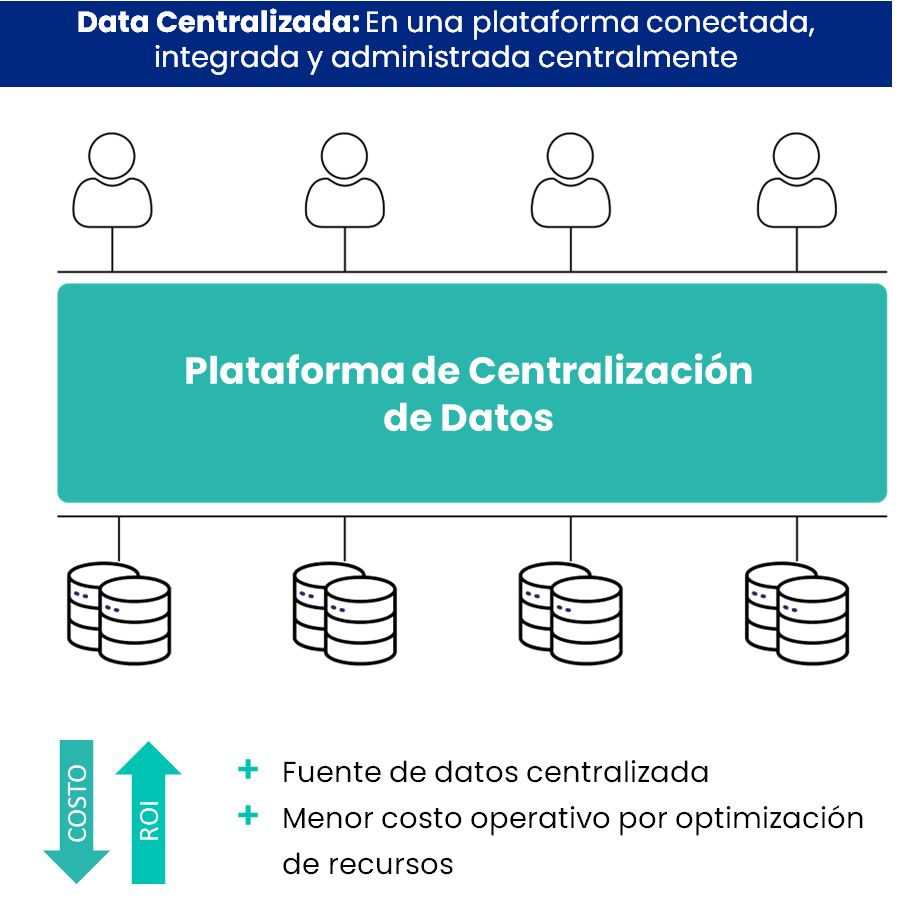 Data Centralizada: En una plataforma conectada,
integrada y administrada centralmente
Plataforma de Centralización
de Datos
COSTO
ROI
+ Fuente de datos centralizada
+ Menor costo operativo por optimización
de recursos